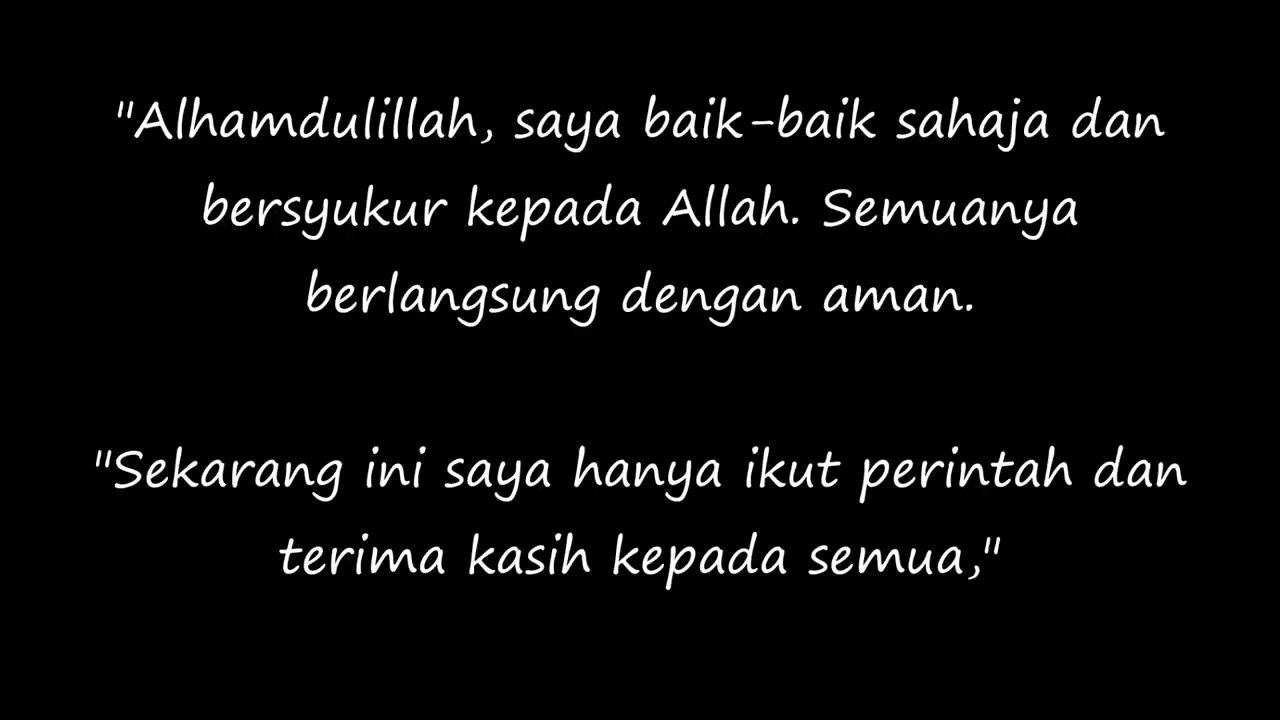 "Alhamdulillah, saya baik-baik sahaja dan
bersyukur kepada Allah. Semuanya
berlangsung dengan aman.
"Sekarang ini saya hanya ikut perintah dan
terima kasih kepada semua,"